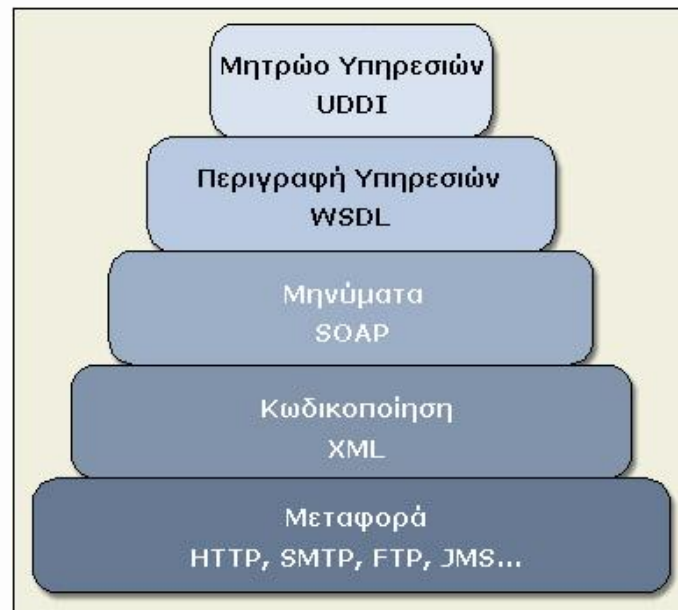 Μητρώο Υπηρεσιών
UDDI
Περιγραφή Υπηρεσιών
WSDL
Μηνύματα
SOAP
Κωδικοποίηση
XML
Μεταφορά
HTTP, SMTP, FTP, JMS...